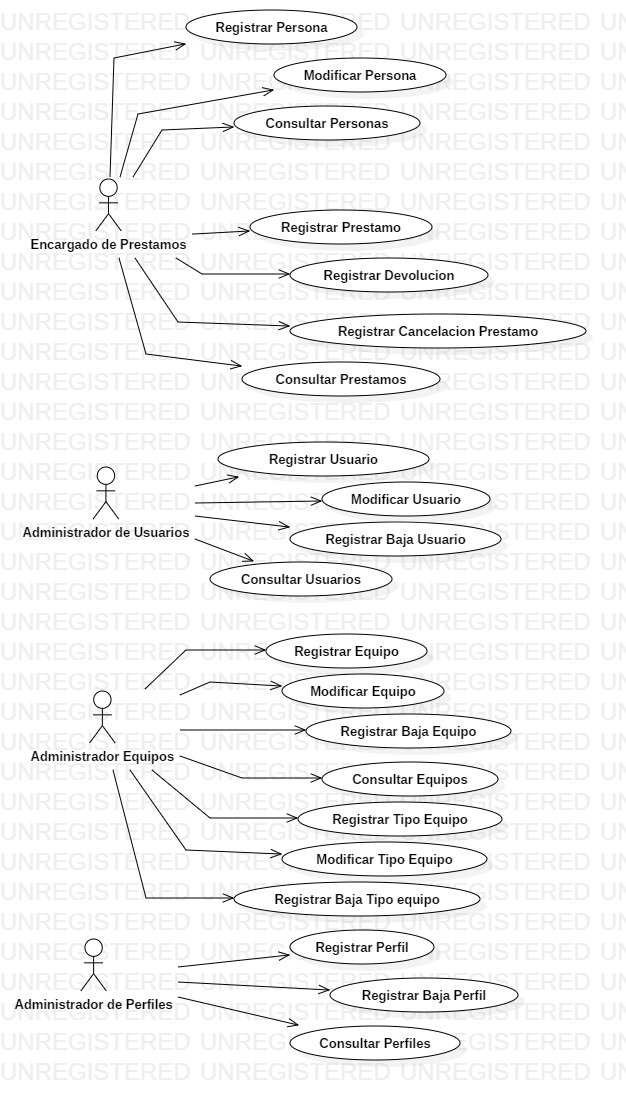 Registrar Persona
Modificar Persona
Consultar Personas
Encargado de Prestamos
Registrar Prestamo
Registrar Devolucion
Registrar Cancelacion Prestamo
Consultar Prestamos
Registrar Usuario
Modificar Usuario
Administrador de Usuarios
Registrar Baja Usuario
Consultar Usuarios
Registrar Equipo
Modificar Equipo
Registrar Baja Equipo
Administrador Equipos
Consultar Equipos
Registrar Tipo Equipo
Modificar Tipo Equipo
Registrar Baja Tipo equipo
Registrar Perfil
Registrar Baja Perfil
Administrador de Perfiles
Consultar Perfiles
UNREGISTERED